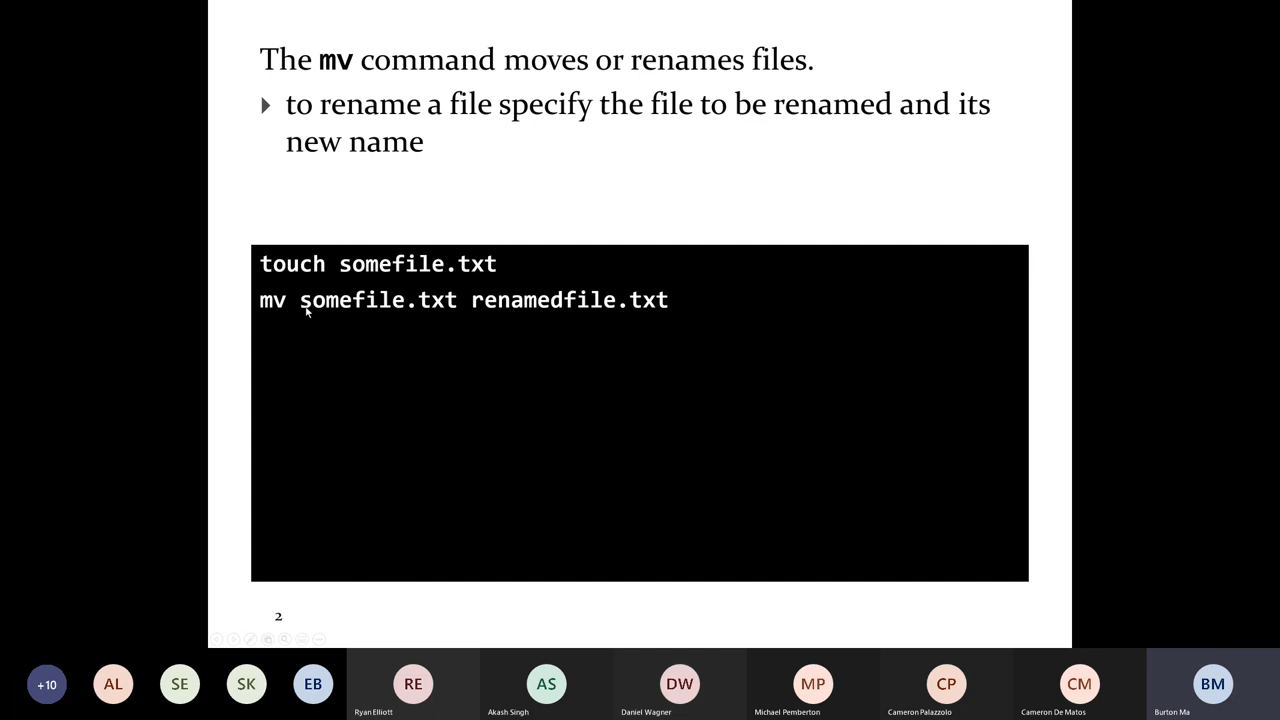 The mv command moves or renames files.
to rename a file specify the file to be renamed and its
new name
touch somefile.txt
mv somefile.txt renamedfile.txt
2
+10
AL
SE
SK
EB
RE
AS
DW
MP
CP
CM
BM
Ryan Elliott
Akash Singh
Daniel Wagner
Michael Pemberton
Cameron Palazzolo
Cameron De Matos
Burton Ma